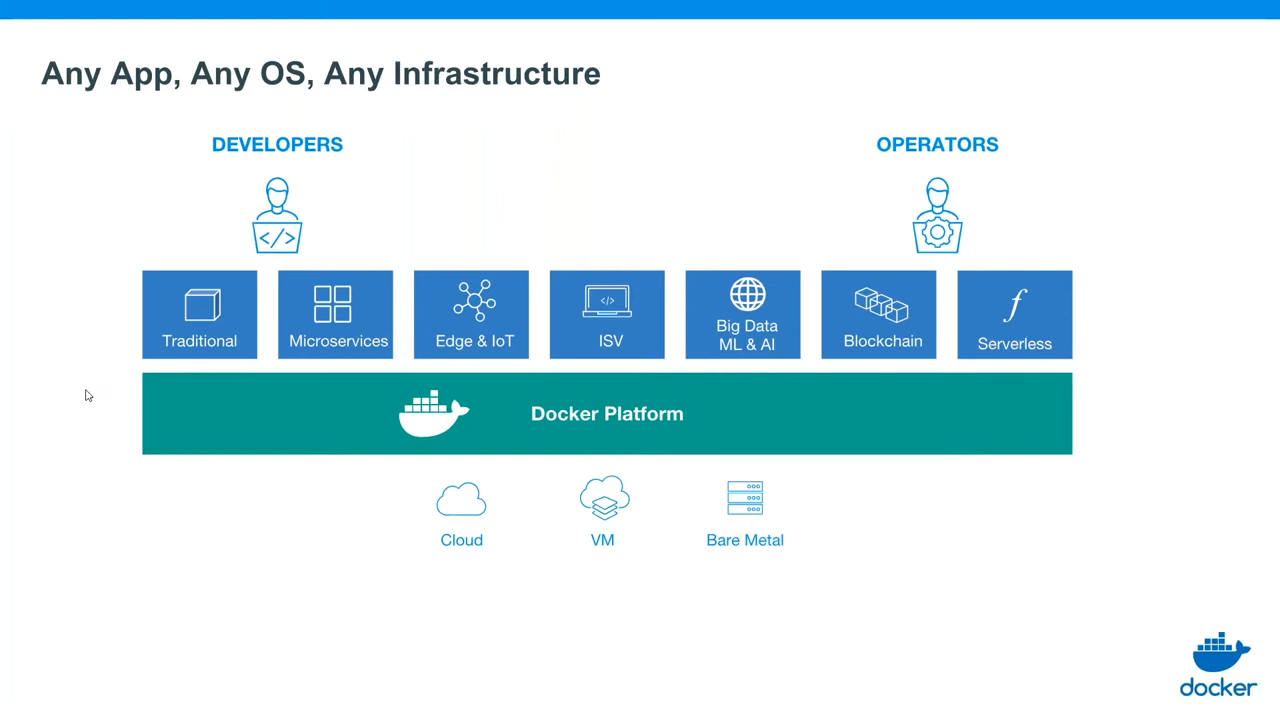 Any App, Any OS, Any Infrastructure
DEVELOPERS
OPERATORS
</>
Traditional
Microservices
Edge & IoT
</>
ISV
Big Data
ML & AI
Blockchain
f
Serverless
Docker Platform
Cloud
VM
Bare Metal
docker